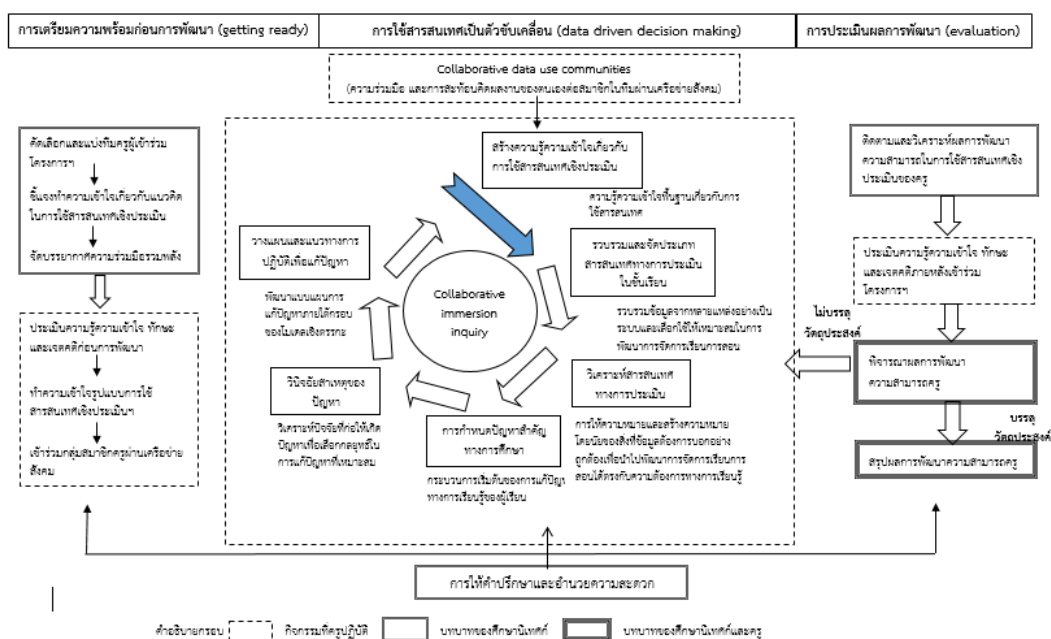 การเตรียมความพร้อมก่อนการพัฒนา (getting ready)
การใช้สารสนเทศเป็นตัวขับเคลื่อน (data driven decision making)
การประเมินผลการพัฒนา (evaluation)
Collaborative data use communities
(ความร่วมมือ และการสะท้อนคิดผลงานของตนเองต่อสมาชิกในทีมผ่านเครือข่ายสังคม)
คัดเลือกและแบ่งทีมครูผู้เข้าร่วม
โครงการฯ
ชี้แจงทำความเข้าใจเกี่ยวกับแนวคิด
ในการใช้สารสนเทศเชิงประเมิน
จัดบรรยากาศความร่วมมือรวมพลัง
ประเมินความรู้ความเข้าใจ ทักษะ
และเจตคติก่อนการพัฒนา
ทำความเข้าใจรูปแบบการใช้
สารสนเทศเชิงประเมินฯ
เข้าร่วมกลุ่มสมาชิกครูผ่านเครือข่าย
สังคม
สร้างความรู้ความเข้าใจเกี่ยวกับ
การใช้สารสนเทศเชิงประเมิน
ความรู้ความเข้าใจพื้นฐานเกี่ยวกับการ
ใช้สารสนเทศ
รวบรวมและจัดประเภท
สารสนเทศทางการประเมิน
ในชั้นเรียน
รวบรวมข้อมูลจากหลายแหล่งอย่างเป็น
ระบบและเลือกใช้ให้เหมาะสมในการ
พัฒนาการจัดการเรียนการสอน
วิเคราะห์สารสนเทศ
ทางการประเมิน
การให้ความหมายและสร้างความหมาย
โดยนัยของสิ่งที่ข้อมูลต้องการบอกอย่าง
ถูกต้องเพื่อนำไปพัฒนาการจัดการเรียนการ
สอนได้ตรงกับความต้องการทางการเรียนรู้
การกำหนดปัญหาสำคัญ
ทางการศึกษา
กระบวนการเริ่มต้นของการแก้ปัญห
ทางการเรียนรู้ของผู้เรียน
วินิจฉัยสาเหตุของ
ปัญหา
วิเคราะห์ปัจจัยที่ก่อให้เกิด
ปัญหาเพื่อเลือกกลยุทธ์ใน
การแก้ปัญหาที่เหมาะสม
วางแผนและแนวทางการ
ปฏิบัติเพื่อแก้ปัญหา
พัฒนาแบบแผนการ
แก้ปัญหาภายใต้กรอบ
ของโมเดลเชิงตรรกะ
Collaborative
immersion
inquiry
ติดตามและวิเคราะห์ผลการพัฒนา
ความสามารถในการใช้สารสนเทศเชิง
ประเมินของครู
ประเมินความรู้ความเข้าใจ ทักษะ
และเจตคติภายหลังเข้าร่วม
โครงการฯ
ไม่บรรลุ
วัตถุประสงค์
พิจารณาผลการพัฒนา
ความสามารถครู
บรรลุ
วัตถุประสงค์
สรุปผลการพัฒนาความสามารถครู
การให้คำปรึกษาและอำนวยความสะดวก
คำอธิบายกรอบ กิจกรรมที่ครูปฏิบัติ บทบาทของศึกษานิเทศก์ บทบาทของศึกษานิเทศก์และครู